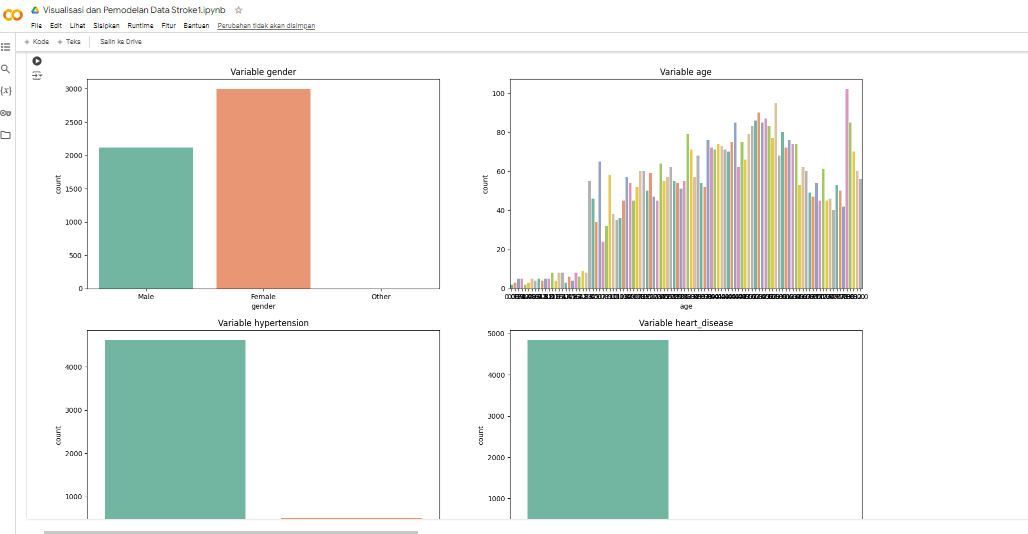 Visualisasi dan Pemodelan Data Stroke1.ipynb
File Edit Lihat Sisipkan Runtime Fitur Bantuan Perubahan tidak akan disimpan
+ Kode + Teks Salin ke Drive
{x}
Variable gender
3000
2500
2000
1500
1000
500
0
count
Male Female Other
gender
Variable age
100
80
60
40
20
0
count
age
Variable hypertension
4000
3000
2000
1000
count
Variable heart_disease
5000
4000
3000
2000
1000
count